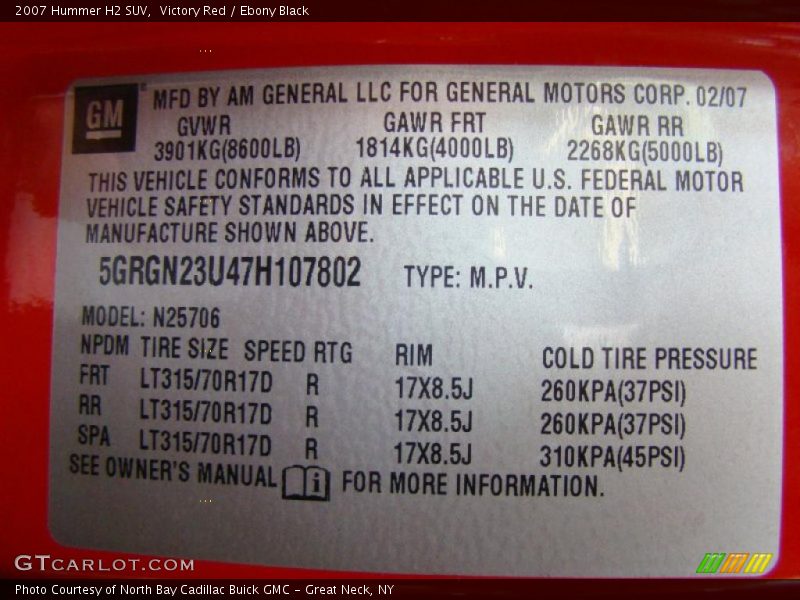 2007 Hummer H2 SUV,  Victory Red / Ebony Black
GM ® MFD BY AM GENERAL LLC FOR GENERAL MOTORS CORP. 02/07
GVWR GAWR FRT GAWR RR
3901KG(8600LB) 1814KG(4000LB) 2268KG(5000LB)
THIS VEHICLE CONFORMS TO ALL APPLICABLE U.S. FEDERAL MOTOR
VEHICLE SAFETY STANDARDS IN EFFECT ON THE DATE OF
MANUFACTURE SHOWN ABOVE.
5GRGN23U47H107802 TYPE: M.P.V.
MODEL: N25706
NPDM TIRE SIZE SPEED RTG RIM COLD TIRE PRESSURE
FRT LT315/70R17D R 17X8.5J 260KPA(37PSI)
RR LT315/70R17D R 17X8.5J 260KPA(37PSI)
SPA LT315/70R17D R 17X8.5J 310KPA(45PSI)
SEE OWNER'S MANUAL i FOR MORE INFORMATION.
GTCARLOT.COM
Photo Courtesy of North Bay Cadillac Buick GMC - Great Neck, NY